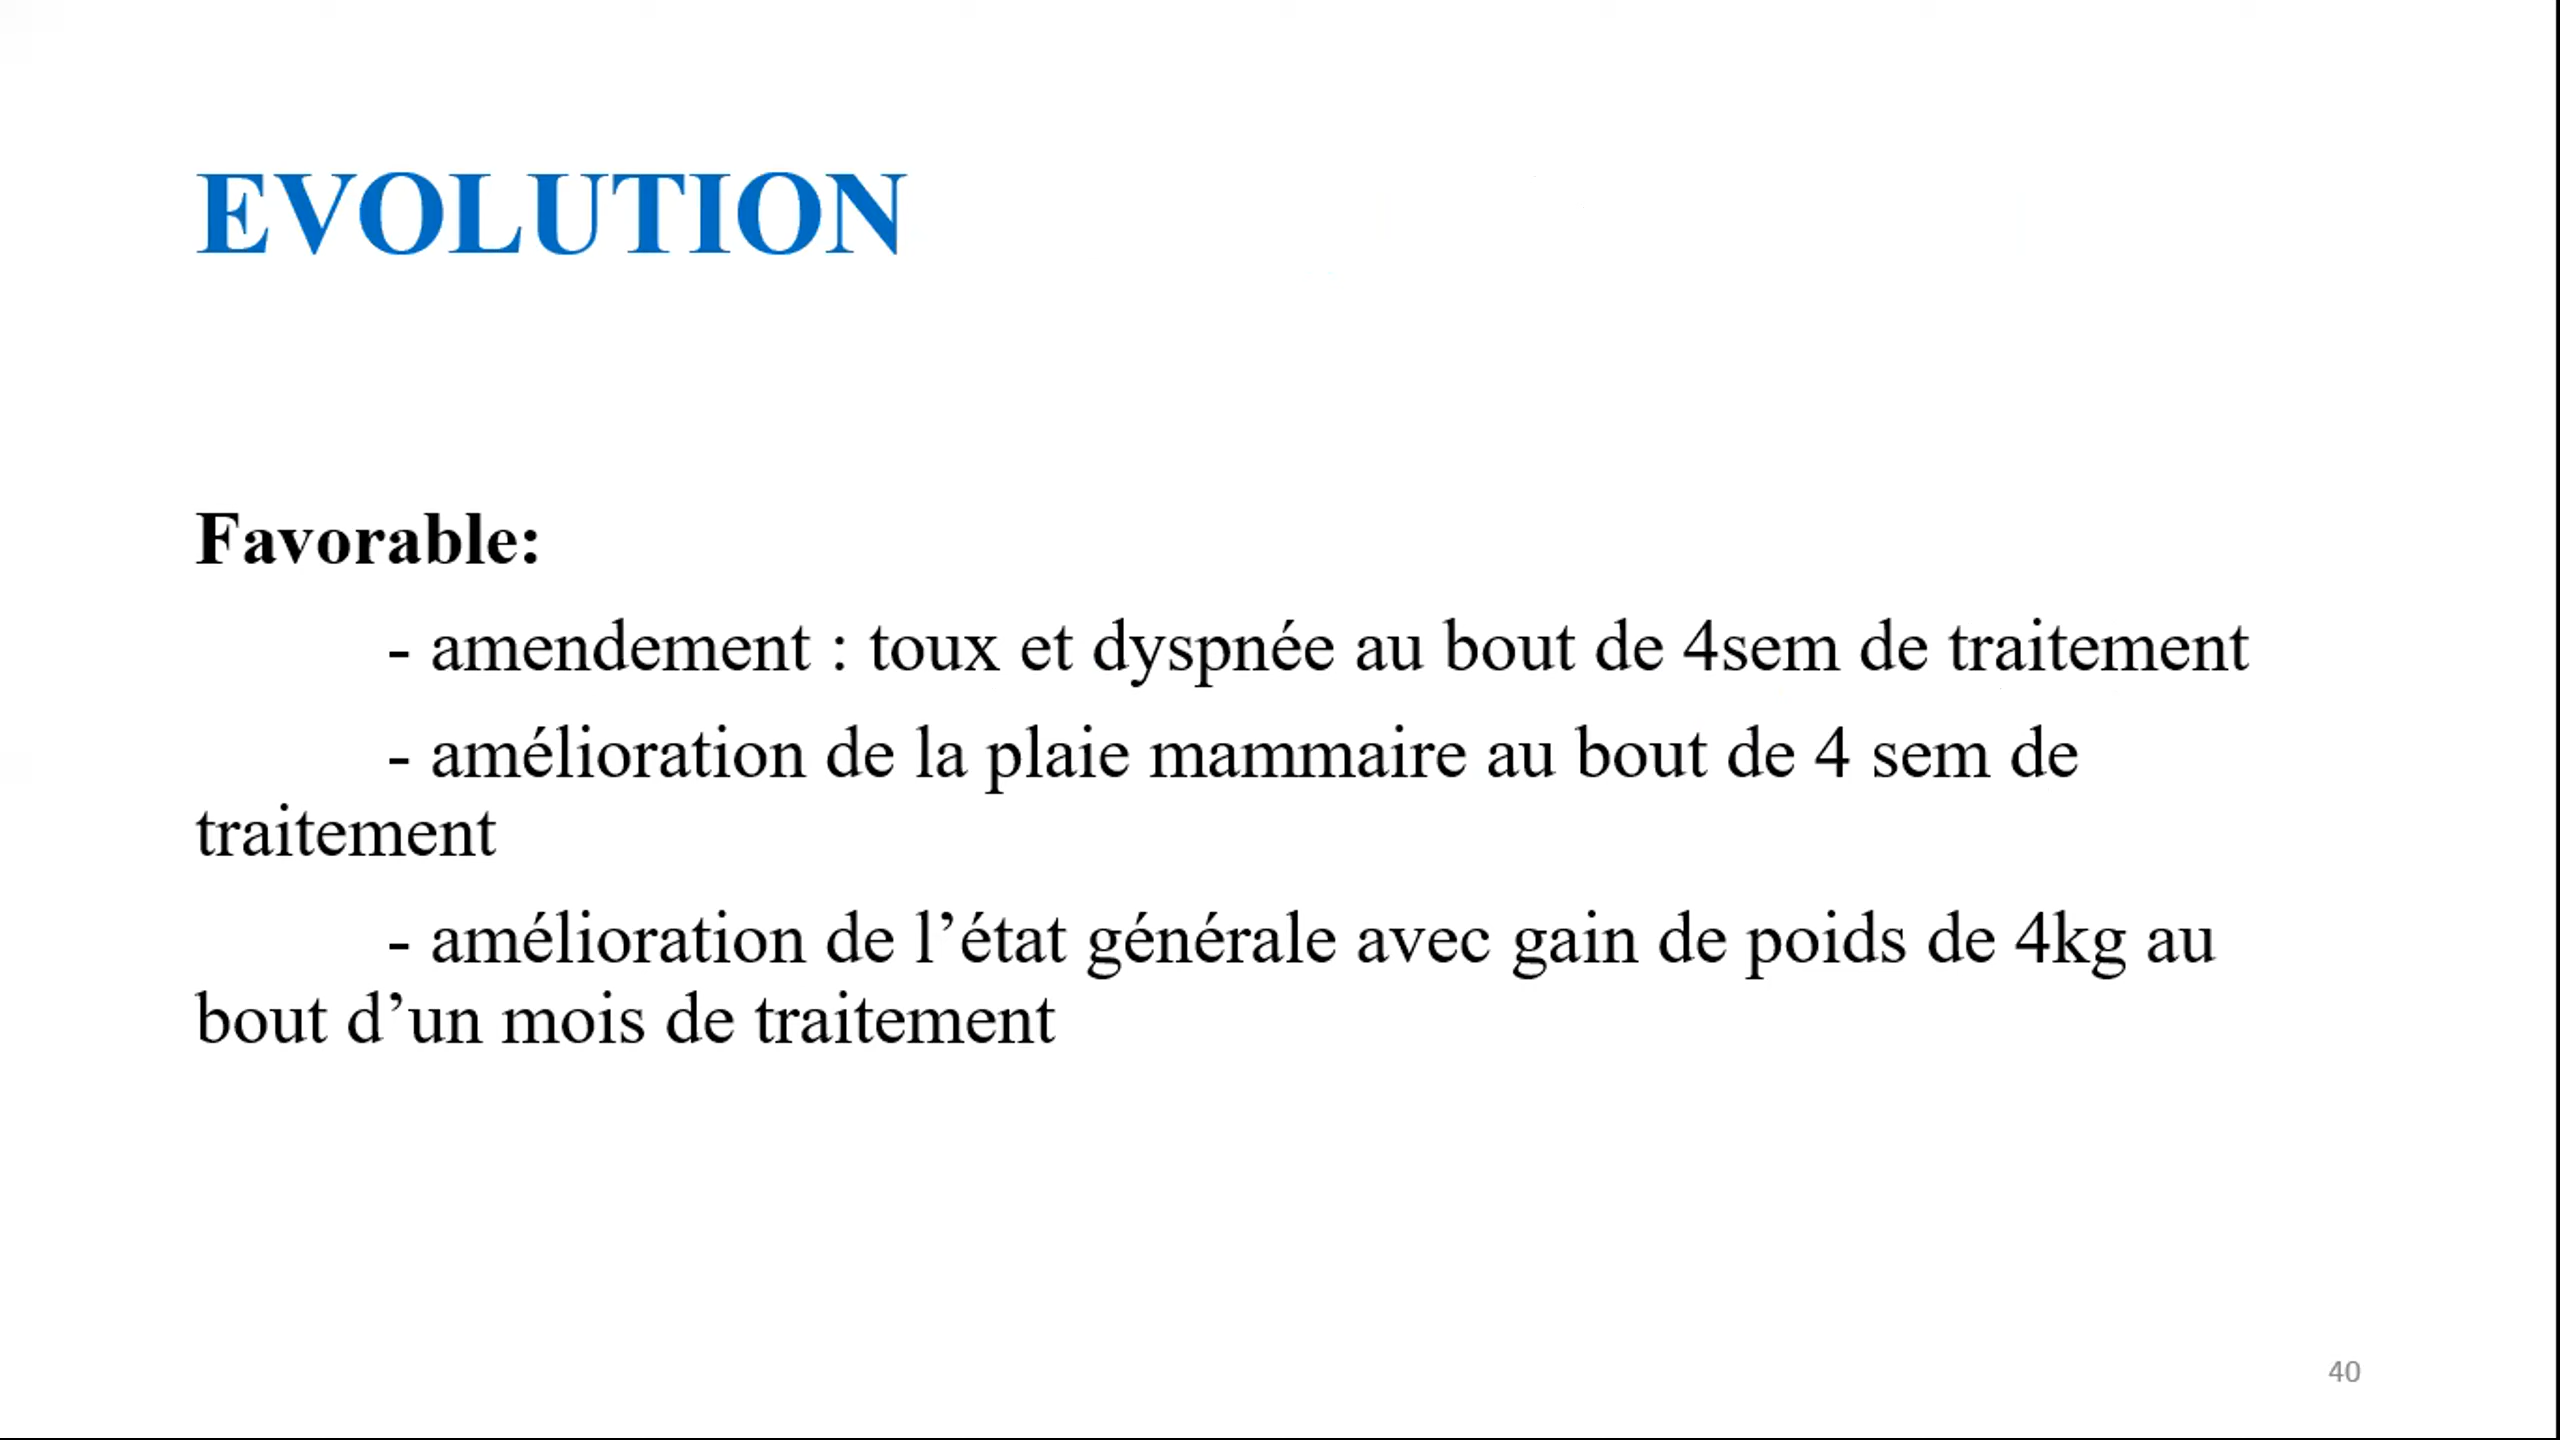 EVOLUTION
Favorable:
- amendement : toux et dyspnée au bout de 4sem de traitement
- amélioration de la plaie mammaire au bout de 4 sem de
traitement
- amélioration de l’état générale avec gain de poids de 4kg au
bout d’un mois de traitement
40